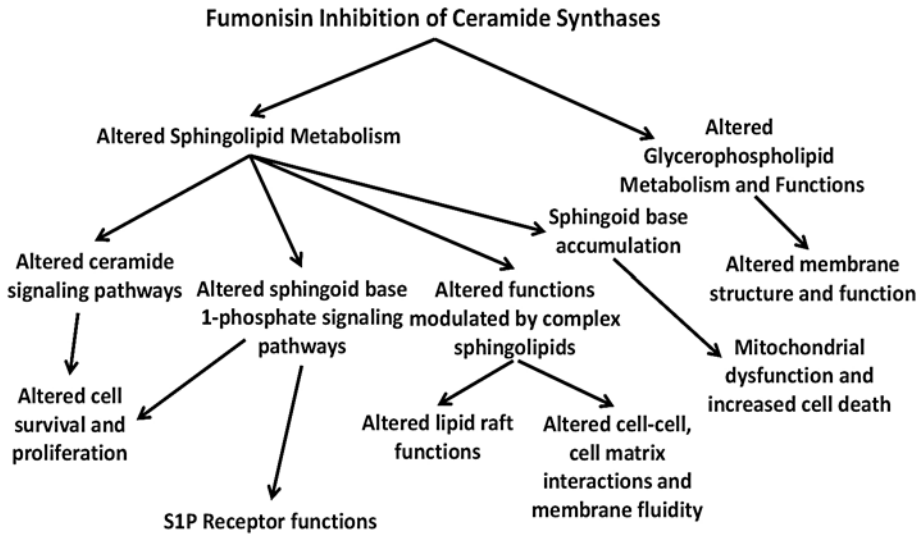 Fumonisin Inhibition of Ceramide Synthases
Altered Sphingolipid Metabolism
Altered
Glycerophospholipid
Metabolism and Functions
Altered ceramide
signaling pathways
Altered sphingoid base
1-phosphate signaling
pathways
Altered functions
modulated by complex
sphingolipids
Sphingoid base
accumulation
Altered membrane
structure and function
Altered cell
survival and
proliferation
S1P Receptor functions
Altered lipid raft
functions
Altered cell-cell,
cell matrix
interactions and
membrane fluidity
Mitochondrial
dysfunction and
increased cell death